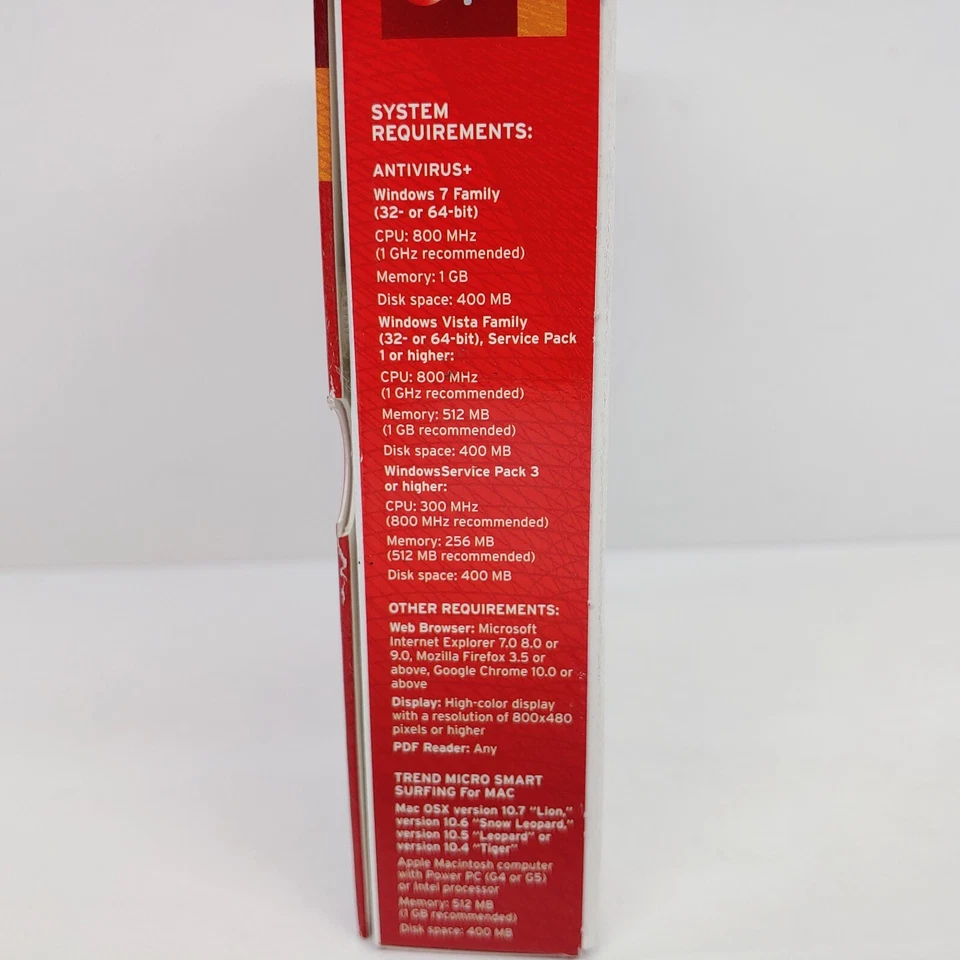 SYSTEM
REQUIREMENTS:
ANTIVIRUS+
Windows 7 Family
(32- or 64-bit)
CPU: 800 MHz
(1 GHz recommended)
Memory: 1 GB
Disk space: 400 MB
Windows Vista Family
(32- or 64-bit), Service Pack
1 or higher:
CPU: 800 MHz
(1 GHz recommended)
Memory: 512 MB
(1 GB recommended)
Disk space: 400 MB
WindowsService Pack 3
or higher:
CPU: 300 MHz
(800 MHz recommended)
Memory: 256 MB
(512 MB recommended)
Disk space: 400 MB
OTHER REQUIREMENTS:
Web Browser: Microsoft
Internet Explorer 7.0 8.0 or
9.0, Mozilla Firefox 3.5 or
above, Google Chrome 10.0 or
above
Display: High-color display
with a resolution of 800x480
pixels or higher
PDF Reader: Any
TREND MICRO SMART
SURFING For MAC
Mac OSX version 10.7 "Lion,"
version 10.6 "Snow Leopard,"
version 10.5 "Leopard" or
version 10.4 "Tiger"
Apple Macintosh computer
with Power PC (G4 or G5)
or Intel processor
Memory: 512 MB
(1 GB recommended)
Disk space: 400 MB